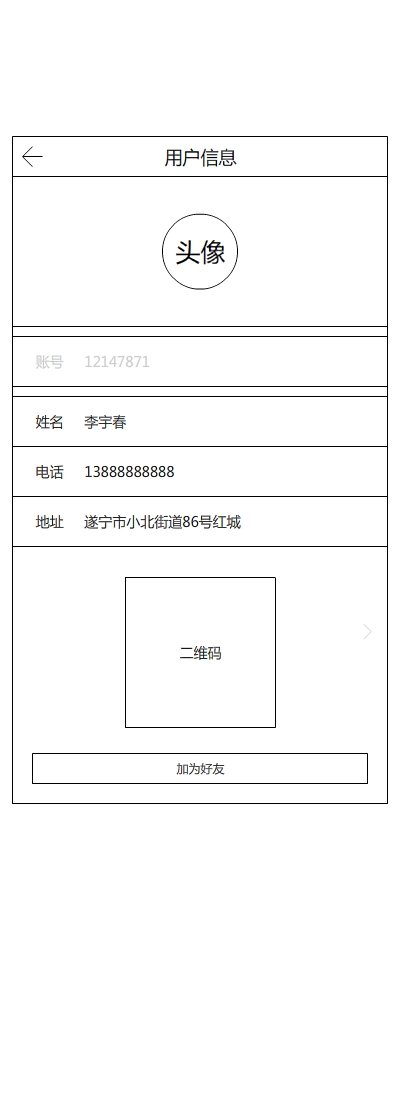 用户信息
头像
账号 12147871
姓名 李宇春
电话 13888888888
地址 遂宁市小北街道86号红城
二维码
加为好友